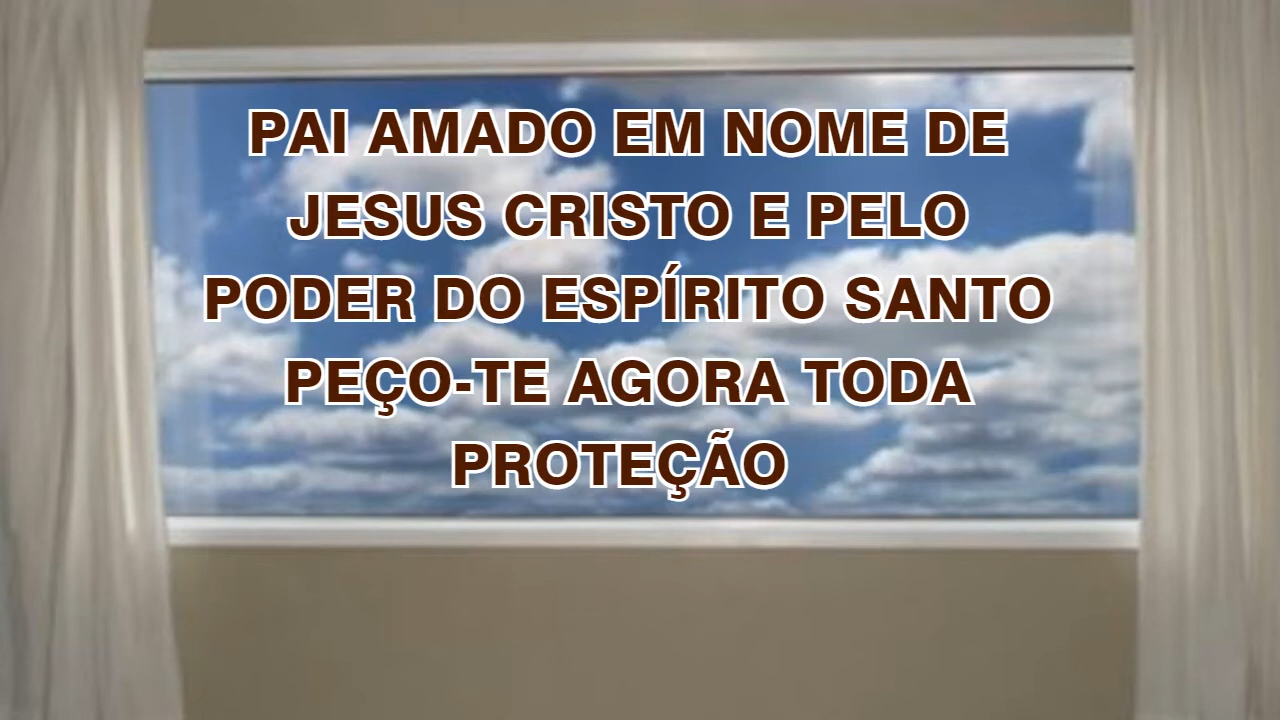 PAI AMADO EM NOME DE
JESUS CRISTO E PELO
PODER DO ESPÍRITO SANTO
PEÇO-TE AGORA TODA
PROTEÇÃO